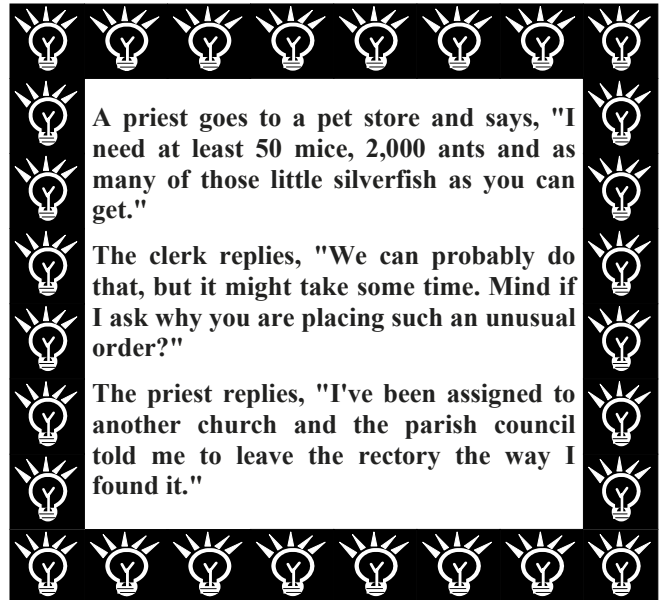 A priest goes to a pet store and says, "I
need at least 50 mice, 2,000 ants and as
many of those little silverfish as you can
get."
The clerk replies, "We can probably do
that, but it might take some time. Mind if
I ask why you are placing such an unusual
order?"
The priest replies, "I've been assigned to
another church and the parish council
told me to leave the rectory the way I
found it."